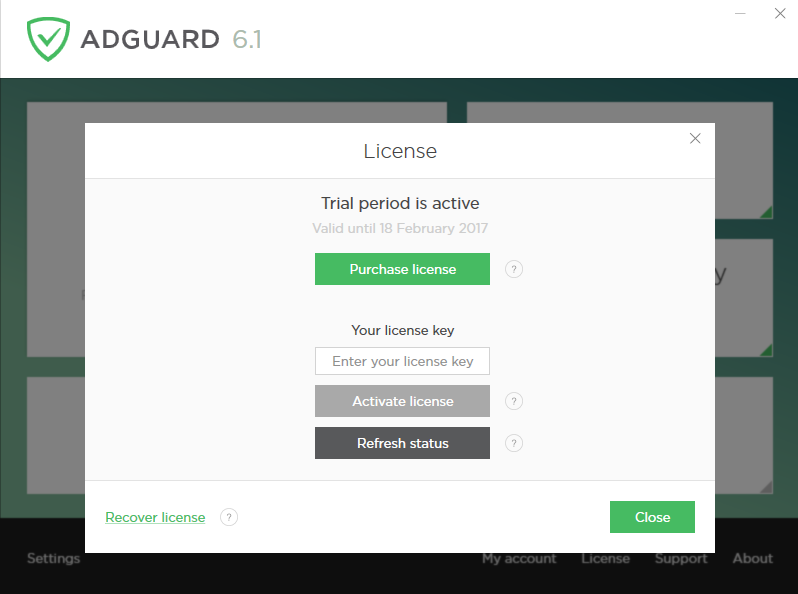 ADGUARD 6.1
License
Trial period is active
Valid until 18 February 2017
Purchase license ?
Your license key
Enter your license key
Activate license ?
Refresh status ?
Recover license ?
Close
Settings
My account License Support About